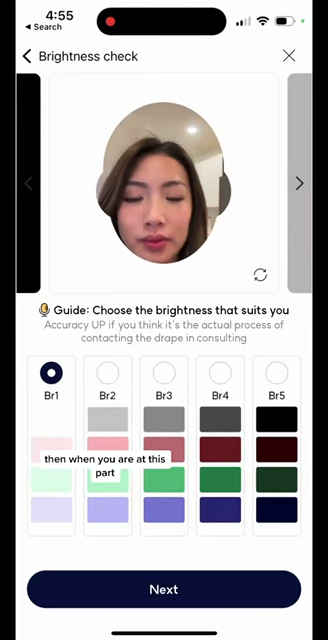 4:55
◀ Search
Brightness check
Guide: Choose the brightness that suits you
Accuracy UP if you think it's the actual process of
contacting the drape in consulting
Br1
Br2
Br3
Br4
Br5
then when you are at this
part
Next